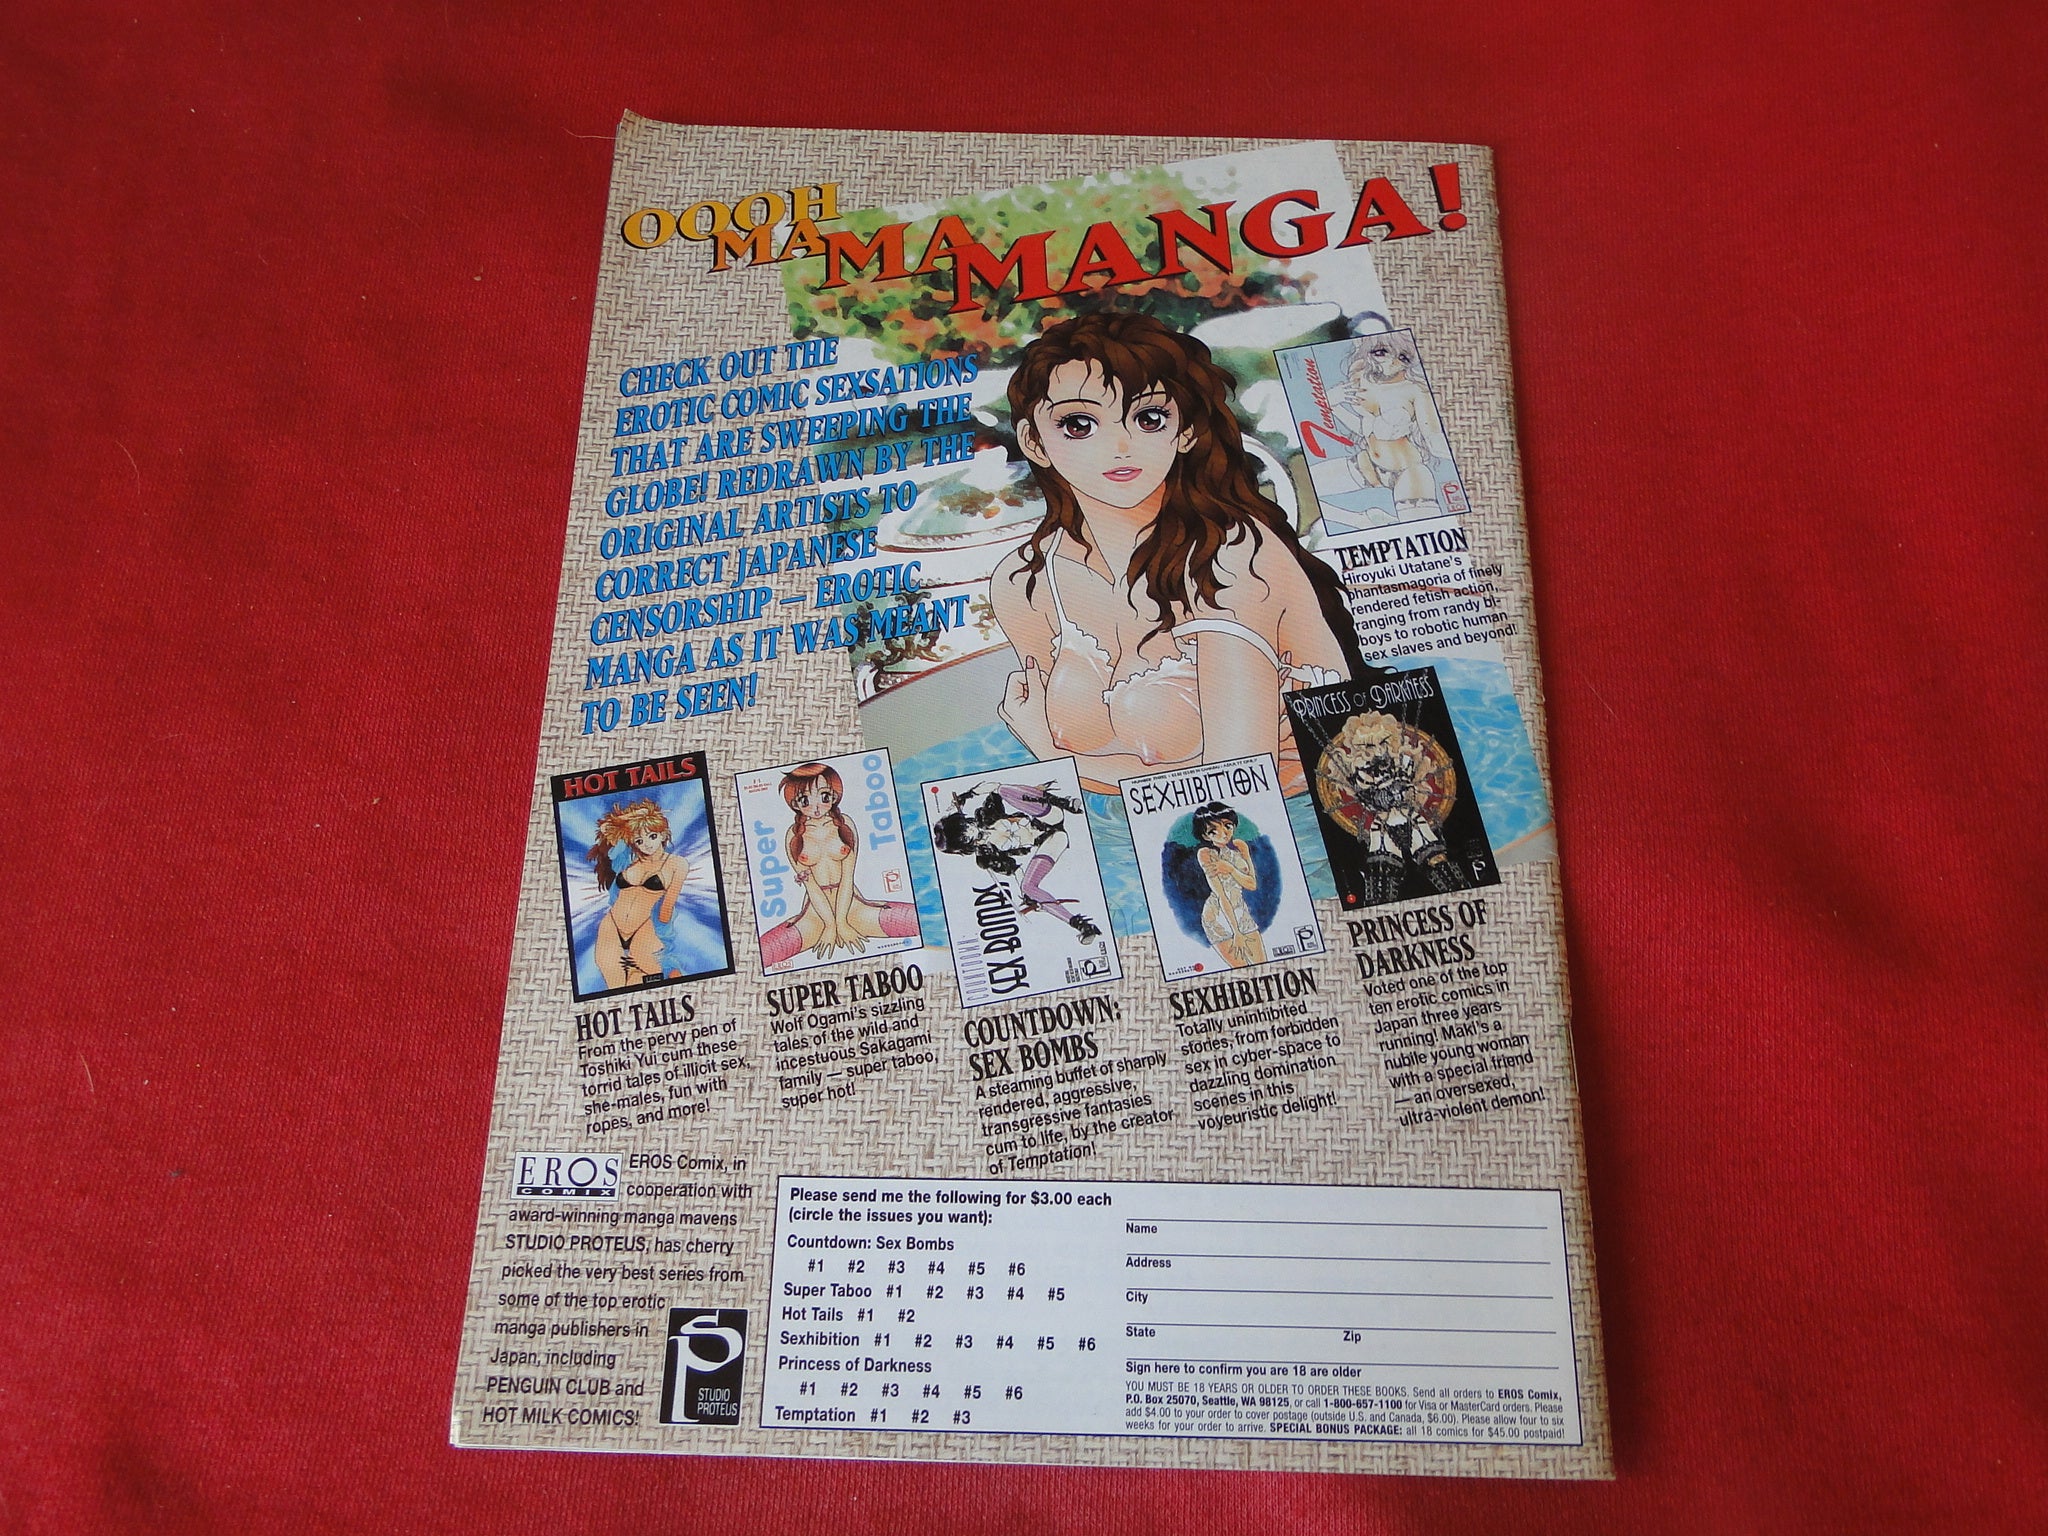 OOOH
MA MA MANGA!
CHECK OUT THE
EROTIC COMIC SEXSATIONS
THAT ARE SWEEPING THE
GLOBE! REDRAWN BY THE
ORIGINAL ARTISTS TO
CORRECT JAPANESE
CENSORSHIP — EROTIC
MANGA AS IT WAS MEANT
TO BE SEEN!
Temptation
TEMPTATION
Hiroyuki Utatane's
phantasmagoria of finely
rendered fetish action,
ranging from randy bi-
boys to robotic human
sex slaves and beyond!
HOT TAILS
HOT TAILS
From the pervy pen of
Toshiki Yui cum these
torrid tales of illicit sex,
she-males, fun with
ropes, and more!
Super
Taboo
EROS
SUPER TABOO
Wolf Ogami's sizzling
tales of the wild and
incestuous Sakagami
family — super taboo,
super hot!
COUNTDOWN
SEX BOMBS
COUNTDOWN:
SEX BOMBS
A steaming buffet of sharply
rendered, aggressive,
transgressive fantasies
cum to life, by the creator
of Temptation!
SEXHIBITION
EROS
SEXHIBITION
Totally uninhibited
stories, from forbidden
sex in cyber-space to
dazzling domination
scenes in this
voyeuristic delight!
PRINCESS OF DARKNESS
PRINCESS OF
DARKNESS
Voted one of the top
ten erotic comics in
Japan three years
running! Maki's a
nubile young woman
with a special friend
— an oversexed,
ultra-violent demon!
EROS
COMIX
EROS Comix, in
cooperation with
award-winning manga mavens
STUDIO PROTEUS, has cherry
picked the very best series from
some of the top erotic
manga publishers in
Japan, including
PENGUIN CLUB and
HOT MILK COMICS!
STUDIO
PROTEUS
Please send me the following for $3.00 each
(circle the issues you want):
Countdown: Sex Bombs
#1 #2 #3 #4 #5 #6
Super Taboo #1 #2 #3 #4 #5
Hot Tails #1 #2
Sexhibition #1 #2 #3 #4 #5 #6
Princess of Darkness
#1 #2 #3 #4 #5 #6
Temptation #1 #2 #3
Name
Address
City
State Zip
Sign here to confirm you are 18 are older
YOU MUST BE 18 YEARS OR OLDER TO ORDER THESE BOOKS. Send all orders to EROS Comix,
P.O. Box 25070, Seattle, WA 98125, or call 1-800-657-1100 for Visa or MasterCard orders. Please
add $4.00 to your order to cover postage (outside U.S. and Canada, $6.00). Please allow four to six
weeks for your order to arrive. SPECIAL BONUS PACKAGE: all 18 comics for $45.00 postpaid!